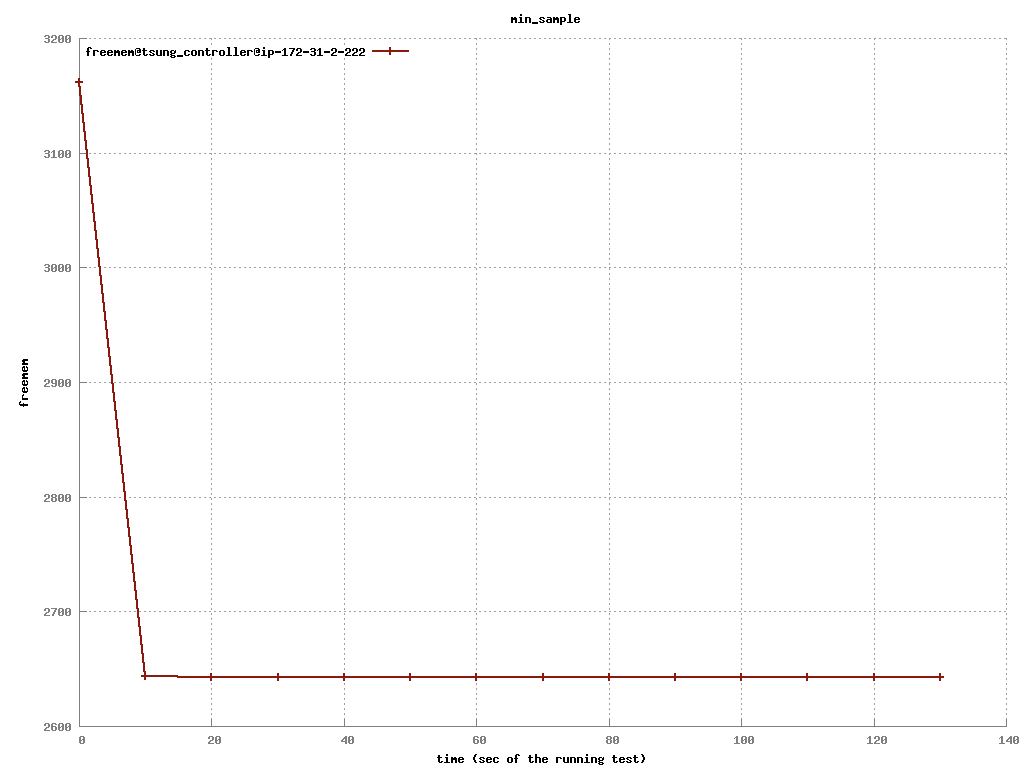 min_sample
3200
freemem@tsung_controller@ip-172-31-2-222
3100
3000
2900
freemem
2800
2700
2600
0 20 40 60 80 100 120 140
time (sec of the running test)